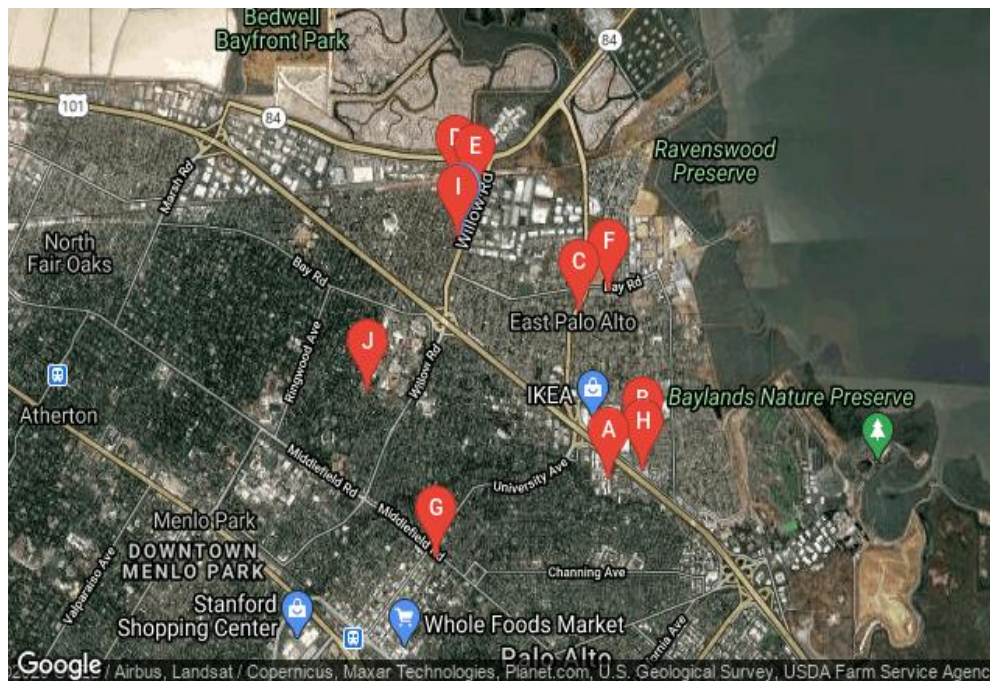 Bedwell
Bayfront Park
84
101
84
Ravenswood
Preserve
Marsh Rd
D
E
I
Willow Rd
North
Fair Oaks
Bay Rd
F
C
Bay Rd
East Palo Alto
J
Ringwood Ave
Willow Rd
IKEA
B
Baylands Nature Preserve
Atherton
A
H
Middlefield Rd
University Ave
G
Menlo Park
Middlefield Rd
DOWNTOWN
MENLO PARK
Valparaiso Ave
Channing Ave
Stanford
Shopping Center
Whole Foods Market
Palo Alto
Ave
Google
/ Airbus, Landsat / Copernicus, Maxar Technologies, Planet.com, U.S. Geological Survey, USDA Farm Service Agenc